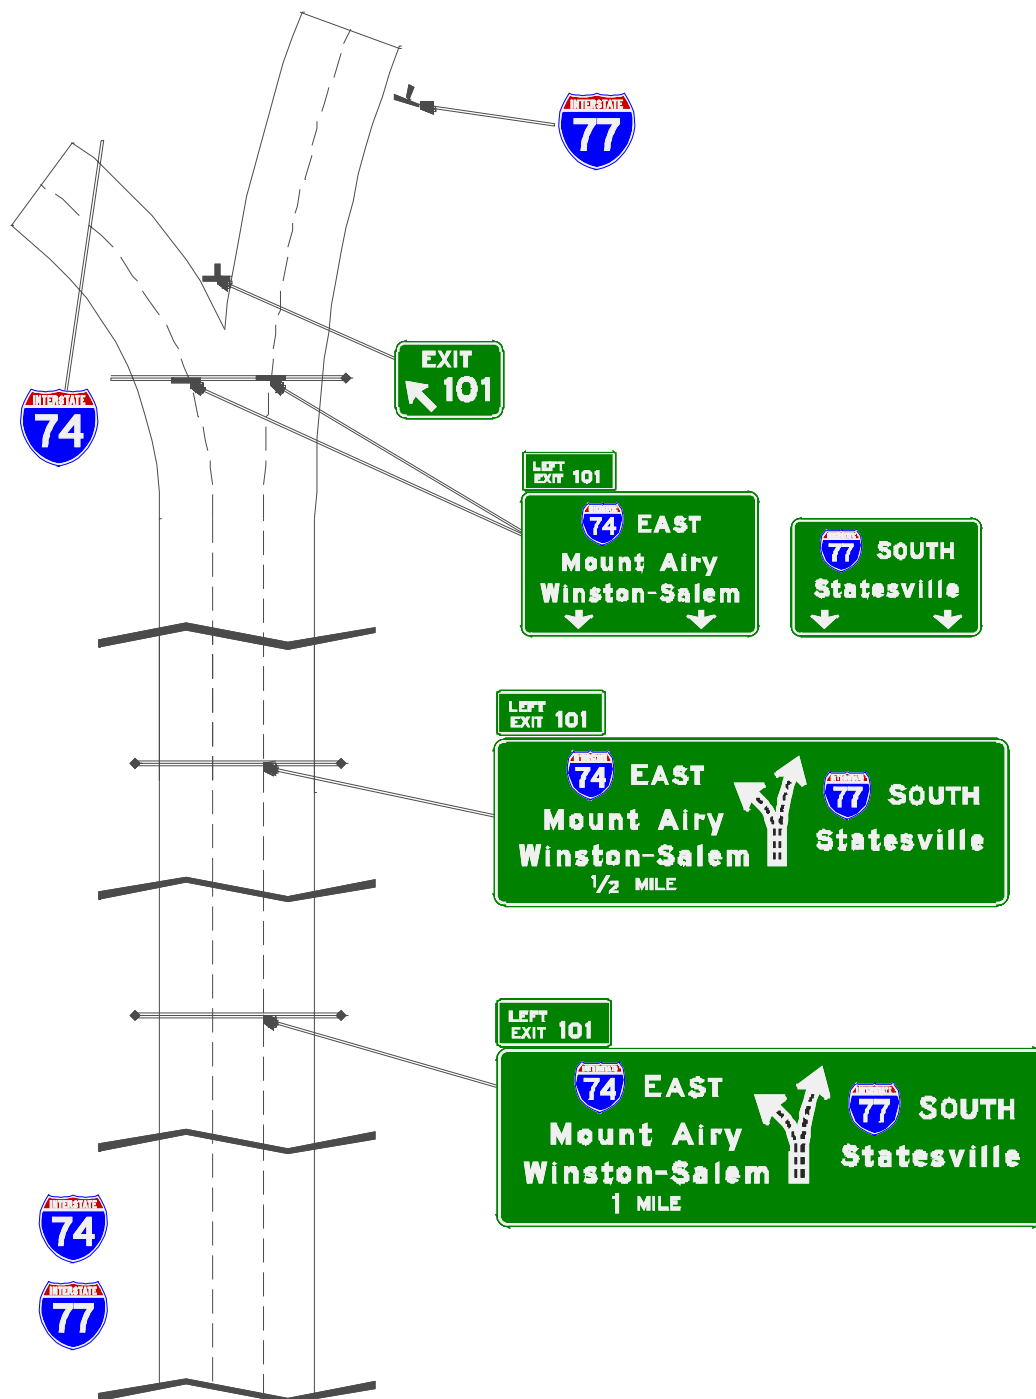 INTERSTATE
77
EXIT
101
INTERSTATE
74
LEFT
EXIT 101
74 EAST
Mount Airy
Winston-Salem
77 SOUTH
Statesville
LEFT
EXIT 101
74 EAST
Mount Airy
Winston-Salem
1/2 MILE
77 SOUTH
Statesville
LEFT
EXIT 101
74 EAST
Mount Airy
Winston-Salem
1 MILE
77 SOUTH
Statesville
INTERSTATE
74
INTERSTATE
77